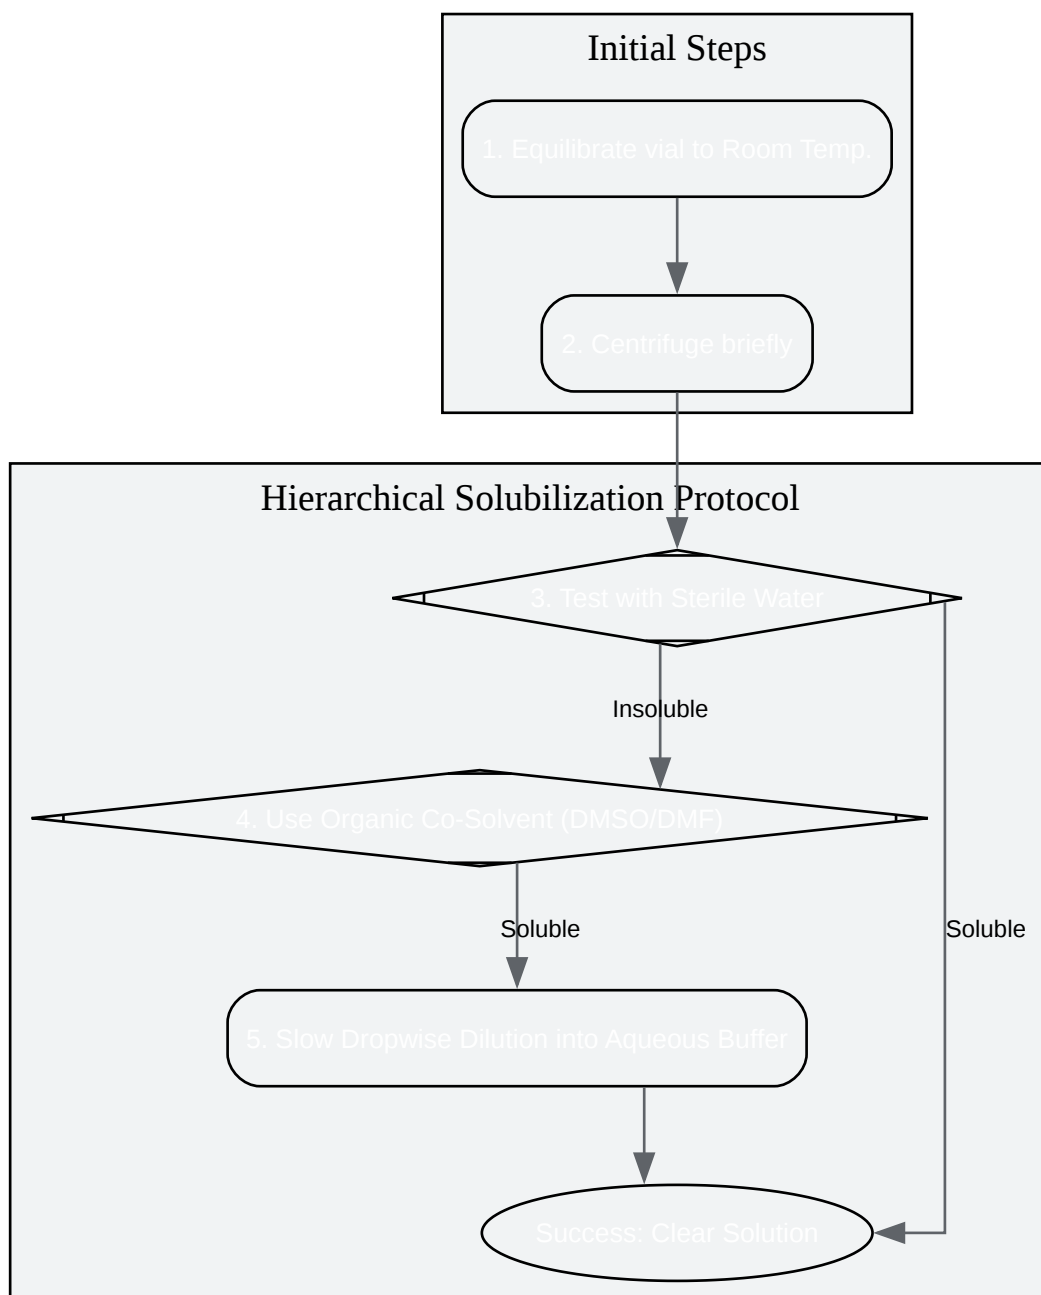 Initial Steps
1. Equilibrate vial to Room Temp.
2. Centrifuge briefly
Hierarchical Solubilization Protocol
3. Test with Sterile Water
Insoluble
4. Use Organic Co-Solvent (DMSO/DMF)
Soluble
Soluble
5. Slow Dropwise Dilution into Aqueous Buffer
Success: Clear Solution